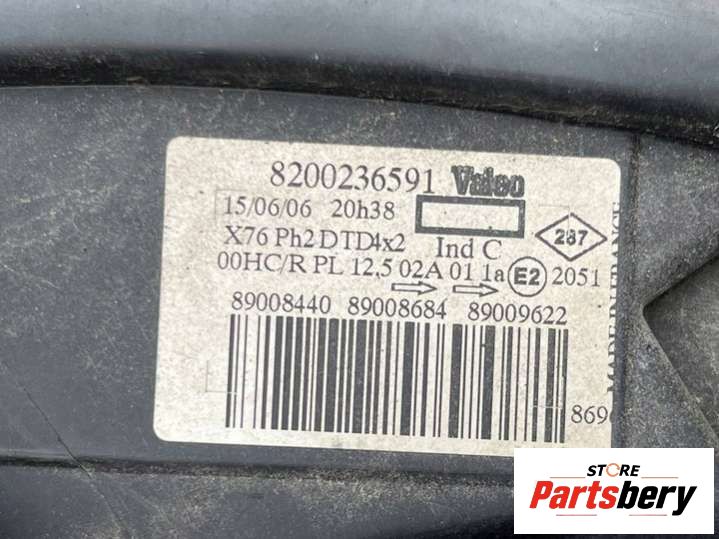 8200236591 Valeo
15/06/06 20h38
X76 Ph2 DTD4x2 Ind C 287
00HC/R PL 12,5 02A 01 1a E2 2051
89008440 89008684 89009622
MADE IN FRANCE
STORE
Partsbery